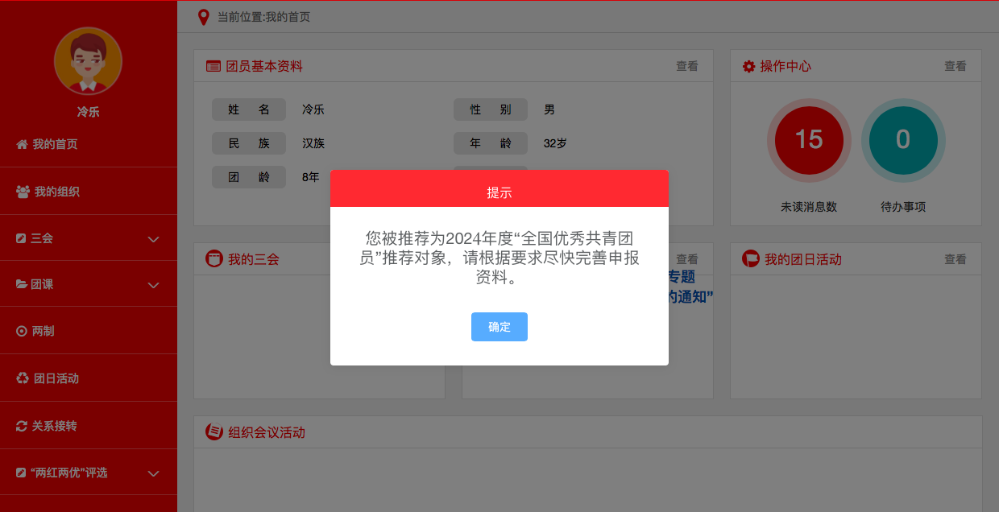 当前位置:我的首页
冷乐
我的首页
我的组织
三会
团课
两制
团日活动
关系接转
“两红两优”评选
团员基本资料 查看
姓 名 冷乐 性 别 男
民 族 汉族 年 龄 32岁
团 龄 8年
操作中心 查看
15 0
未读消息数 待办事项
提示
您被推荐为2024年度“全国优秀共青团
员”推荐对象，请根据要求尽快完善申报
资料。
确定
我的三会
查看
专题
的通知”
我的团日活动 查看
组织会议活动